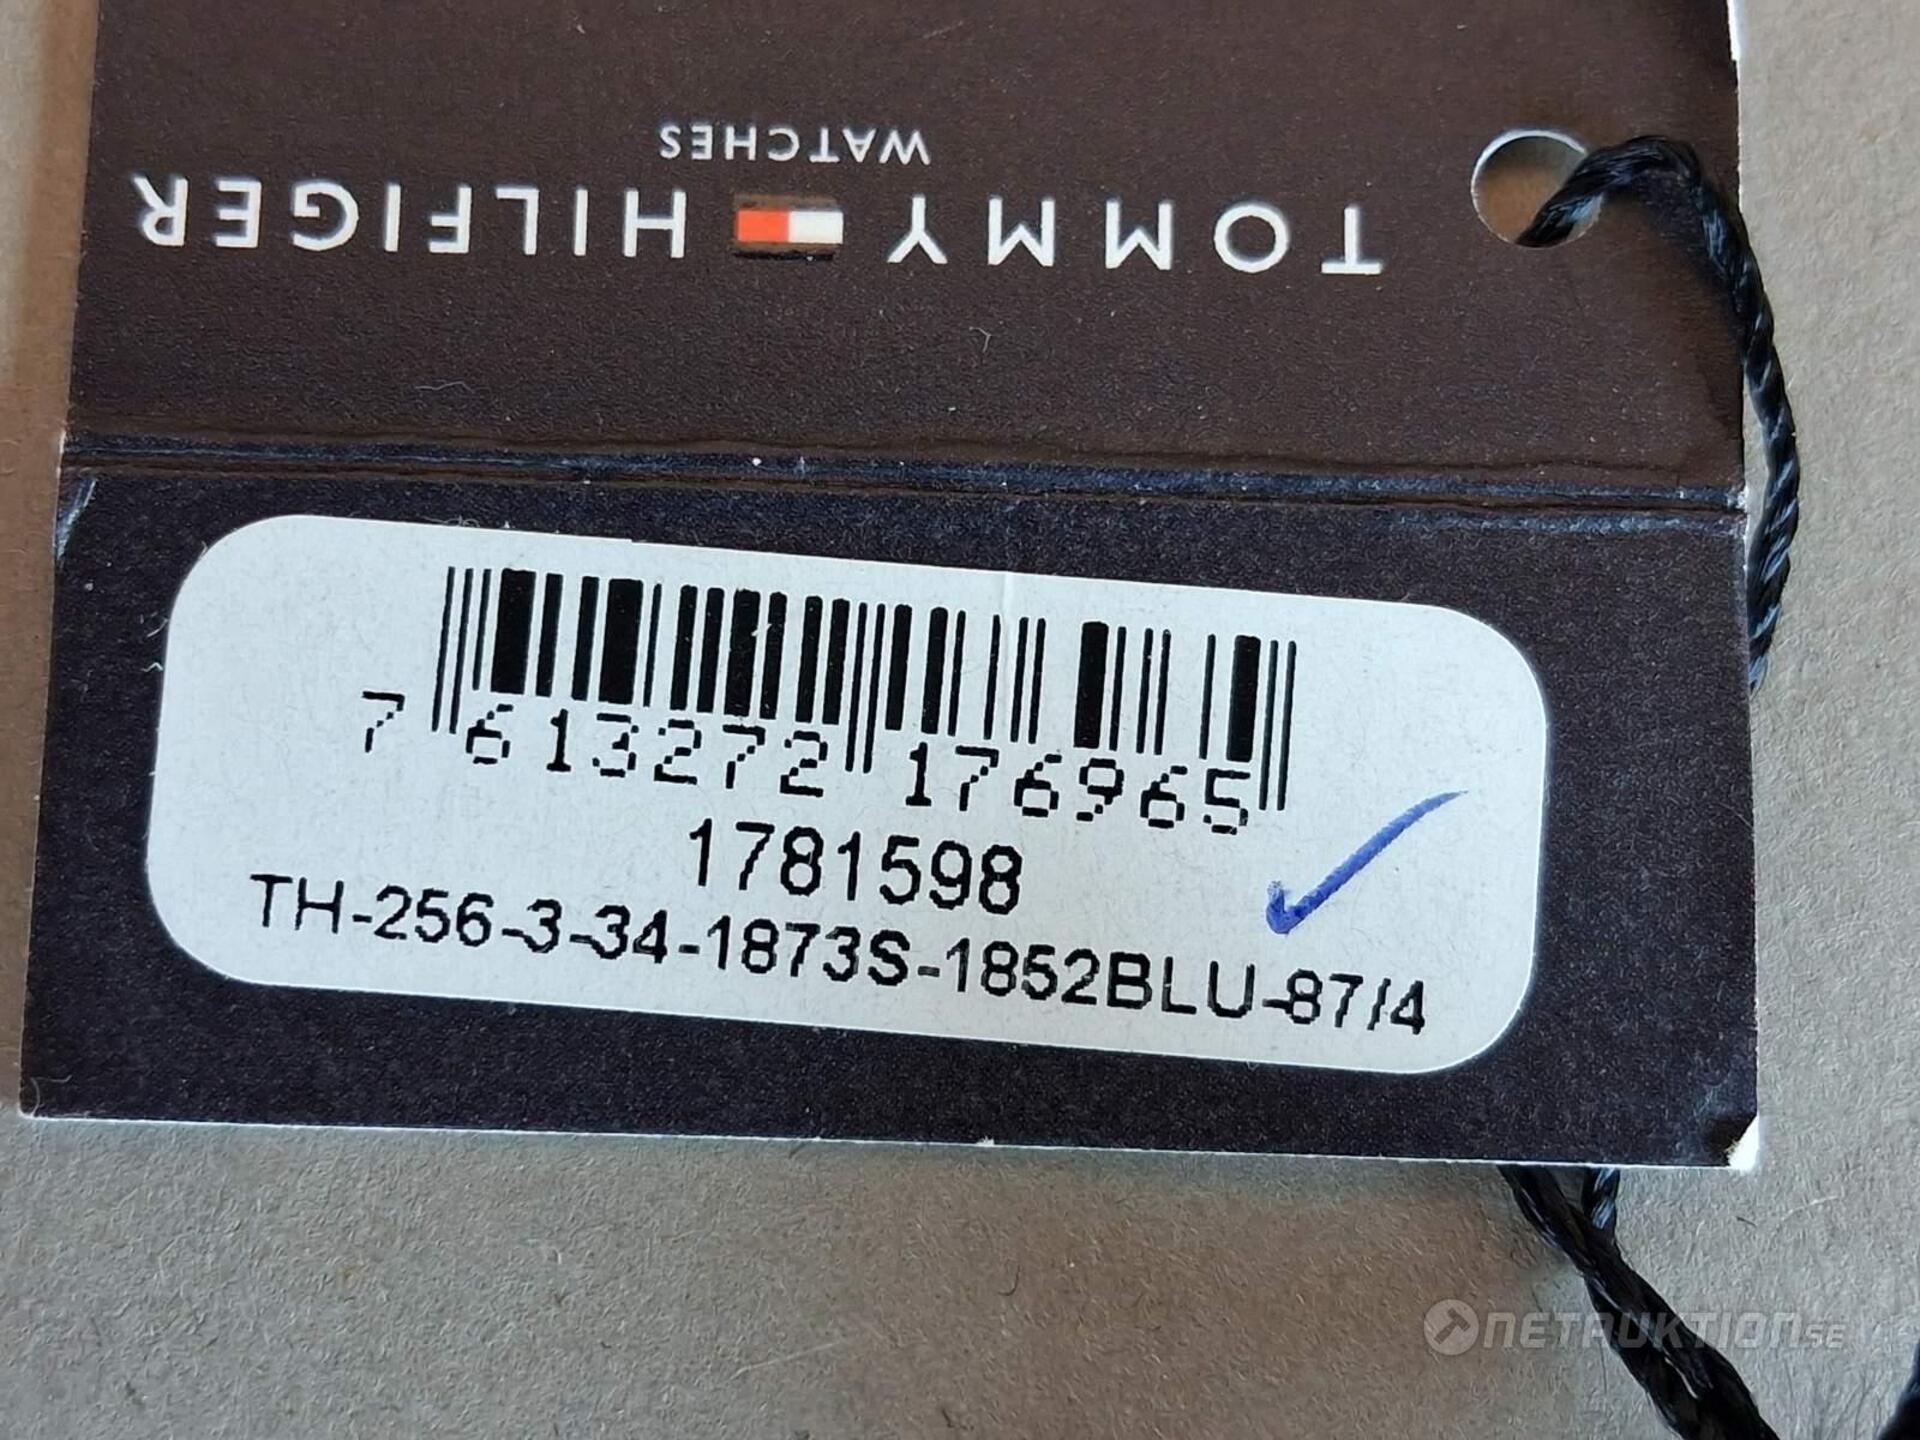 TOMMY HILFIGER
WATCHES
7 613272 176965
1781598
TH-256-3-34-1873S-1852BLU-87/4
NETAUKTION.SE